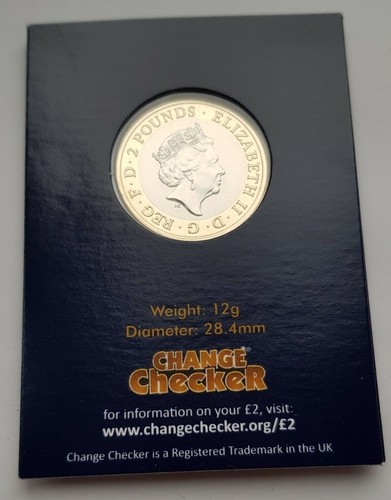 2 POUNDS · ELIZABETH II · D · G · REG · F · D ·
Weight: 12g
Diameter: 28.4mm
CHANGE
CHECKER®
for information on your £2, visit:
www.changechecker.org/£2
Change Checker is a Registered Trademark in the UK